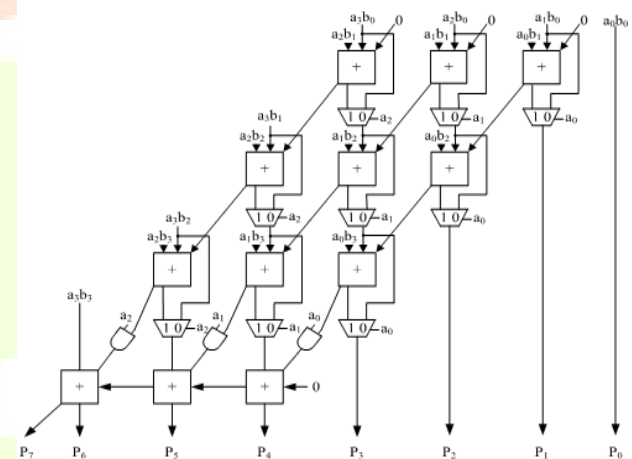 a₃b₀ 0 a₂b₀ 0 a₁b₀ 0 a₀b₀
a₂b₁ a₁b₁ a₀b₁
+ + +
1 0 a₂ 1 0 a₁ 1 0 a₀
a₃b₁
a₂b₂ a₁b₂ a₀b₂
+ + +
1 0 a₂ 1 0 a₁ 1 0 a₀
a₃b₂
a₂b₃ a₁b₃ a₀b₃
+ + +
a₃b₃
a₂ a₁ a₀
1 0 a₂ 1 0 a₁ 1 0 a₀
+ + + 0
P₇ P₆ P₅ P₄ P₃ P₂ P₁ P₀